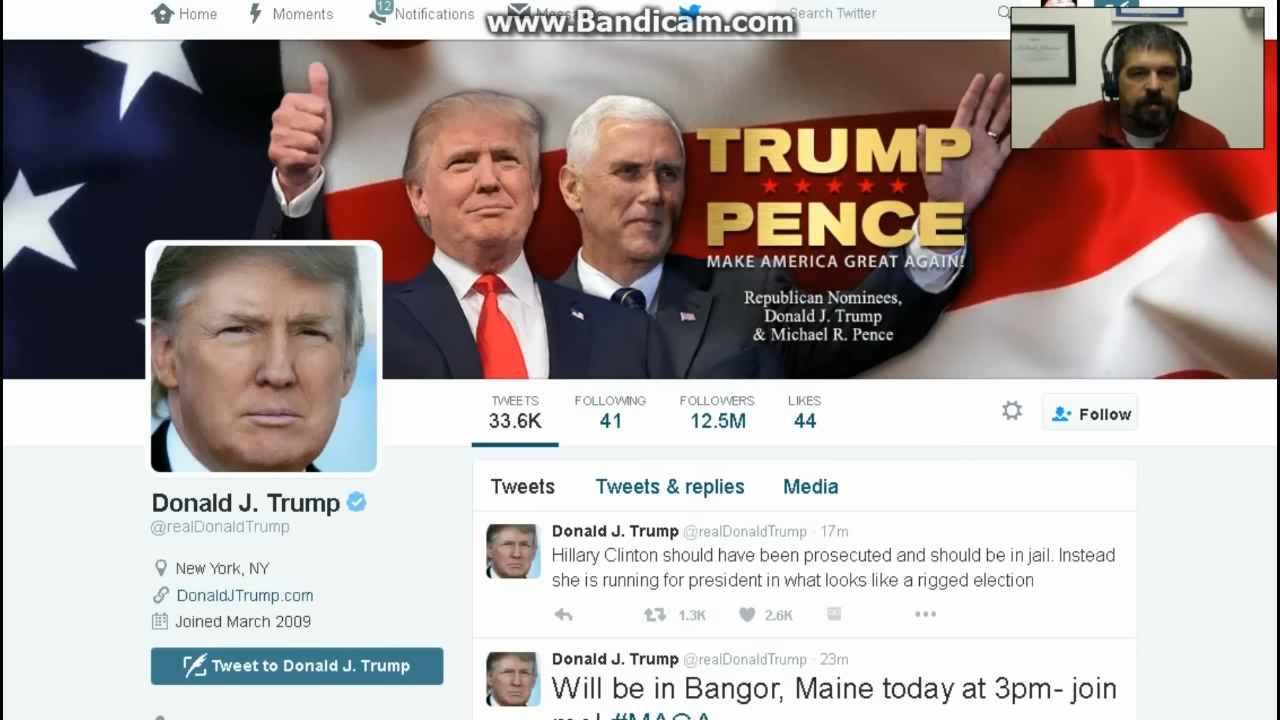 Home
Moments
12
Notifications
www.Bandicam.com
Search Twitter
TRUMP
PENCE
MAKE AMERICA GREAT AGAIN!
Republican Nominees,
Donald J. Trump
& Michael R. Pence
TWEETS
33.6K
FOLLOWING
41
FOLLOWERS
12.5M
LIKES
44
Follow
Donald J. Trump
@realDonaldTrump
New York, NY
DonaldJTrump.com
Joined March 2009
Tweet to Donald J. Trump
Tweets
Tweets & replies
Media
Donald J. Trump @realDonaldTrump · 17m
Hillary Clinton should have been prosecuted and should be in jail. Instead
she is running for president in what looks like a rigged election
1.3K
2.6K
Donald J. Trump @realDonaldTrump · 23m
Will be in Bangor, Maine today at 3pm- join
me! #MAGA